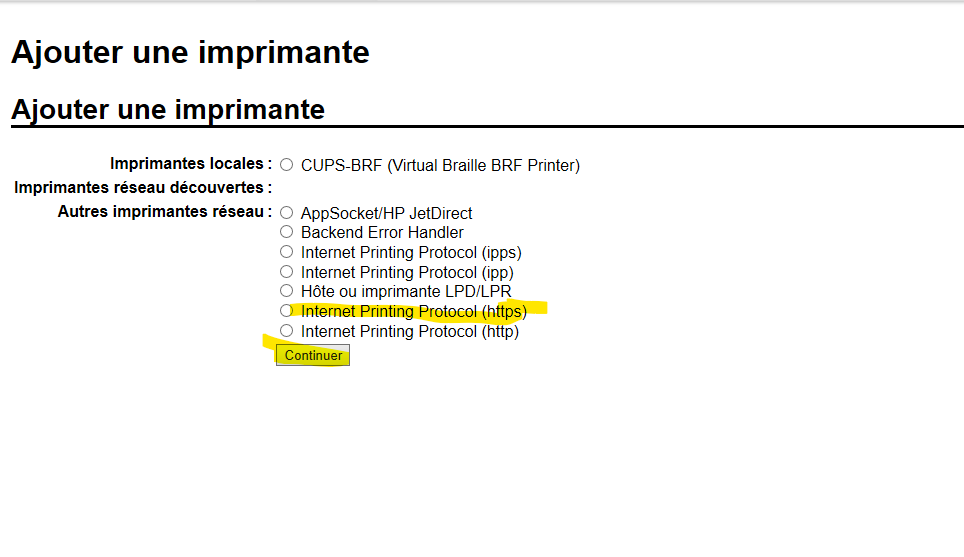 Ajouter une imprimante
Ajouter une imprimante
Imprimantes locales : CUPS-BRF (Virtual Braille BRF Printer)
Imprimantes réseau découvertes :
Autres imprimantes réseau : AppSocket/HP JetDirect
Backend Error Handler
Internet Printing Protocol (ipps)
Internet Printing Protocol (ipp)
Hôte ou imprimante LPD/LPR
Internet Printing Protocol (https)
Internet Printing Protocol (http)
Continuer